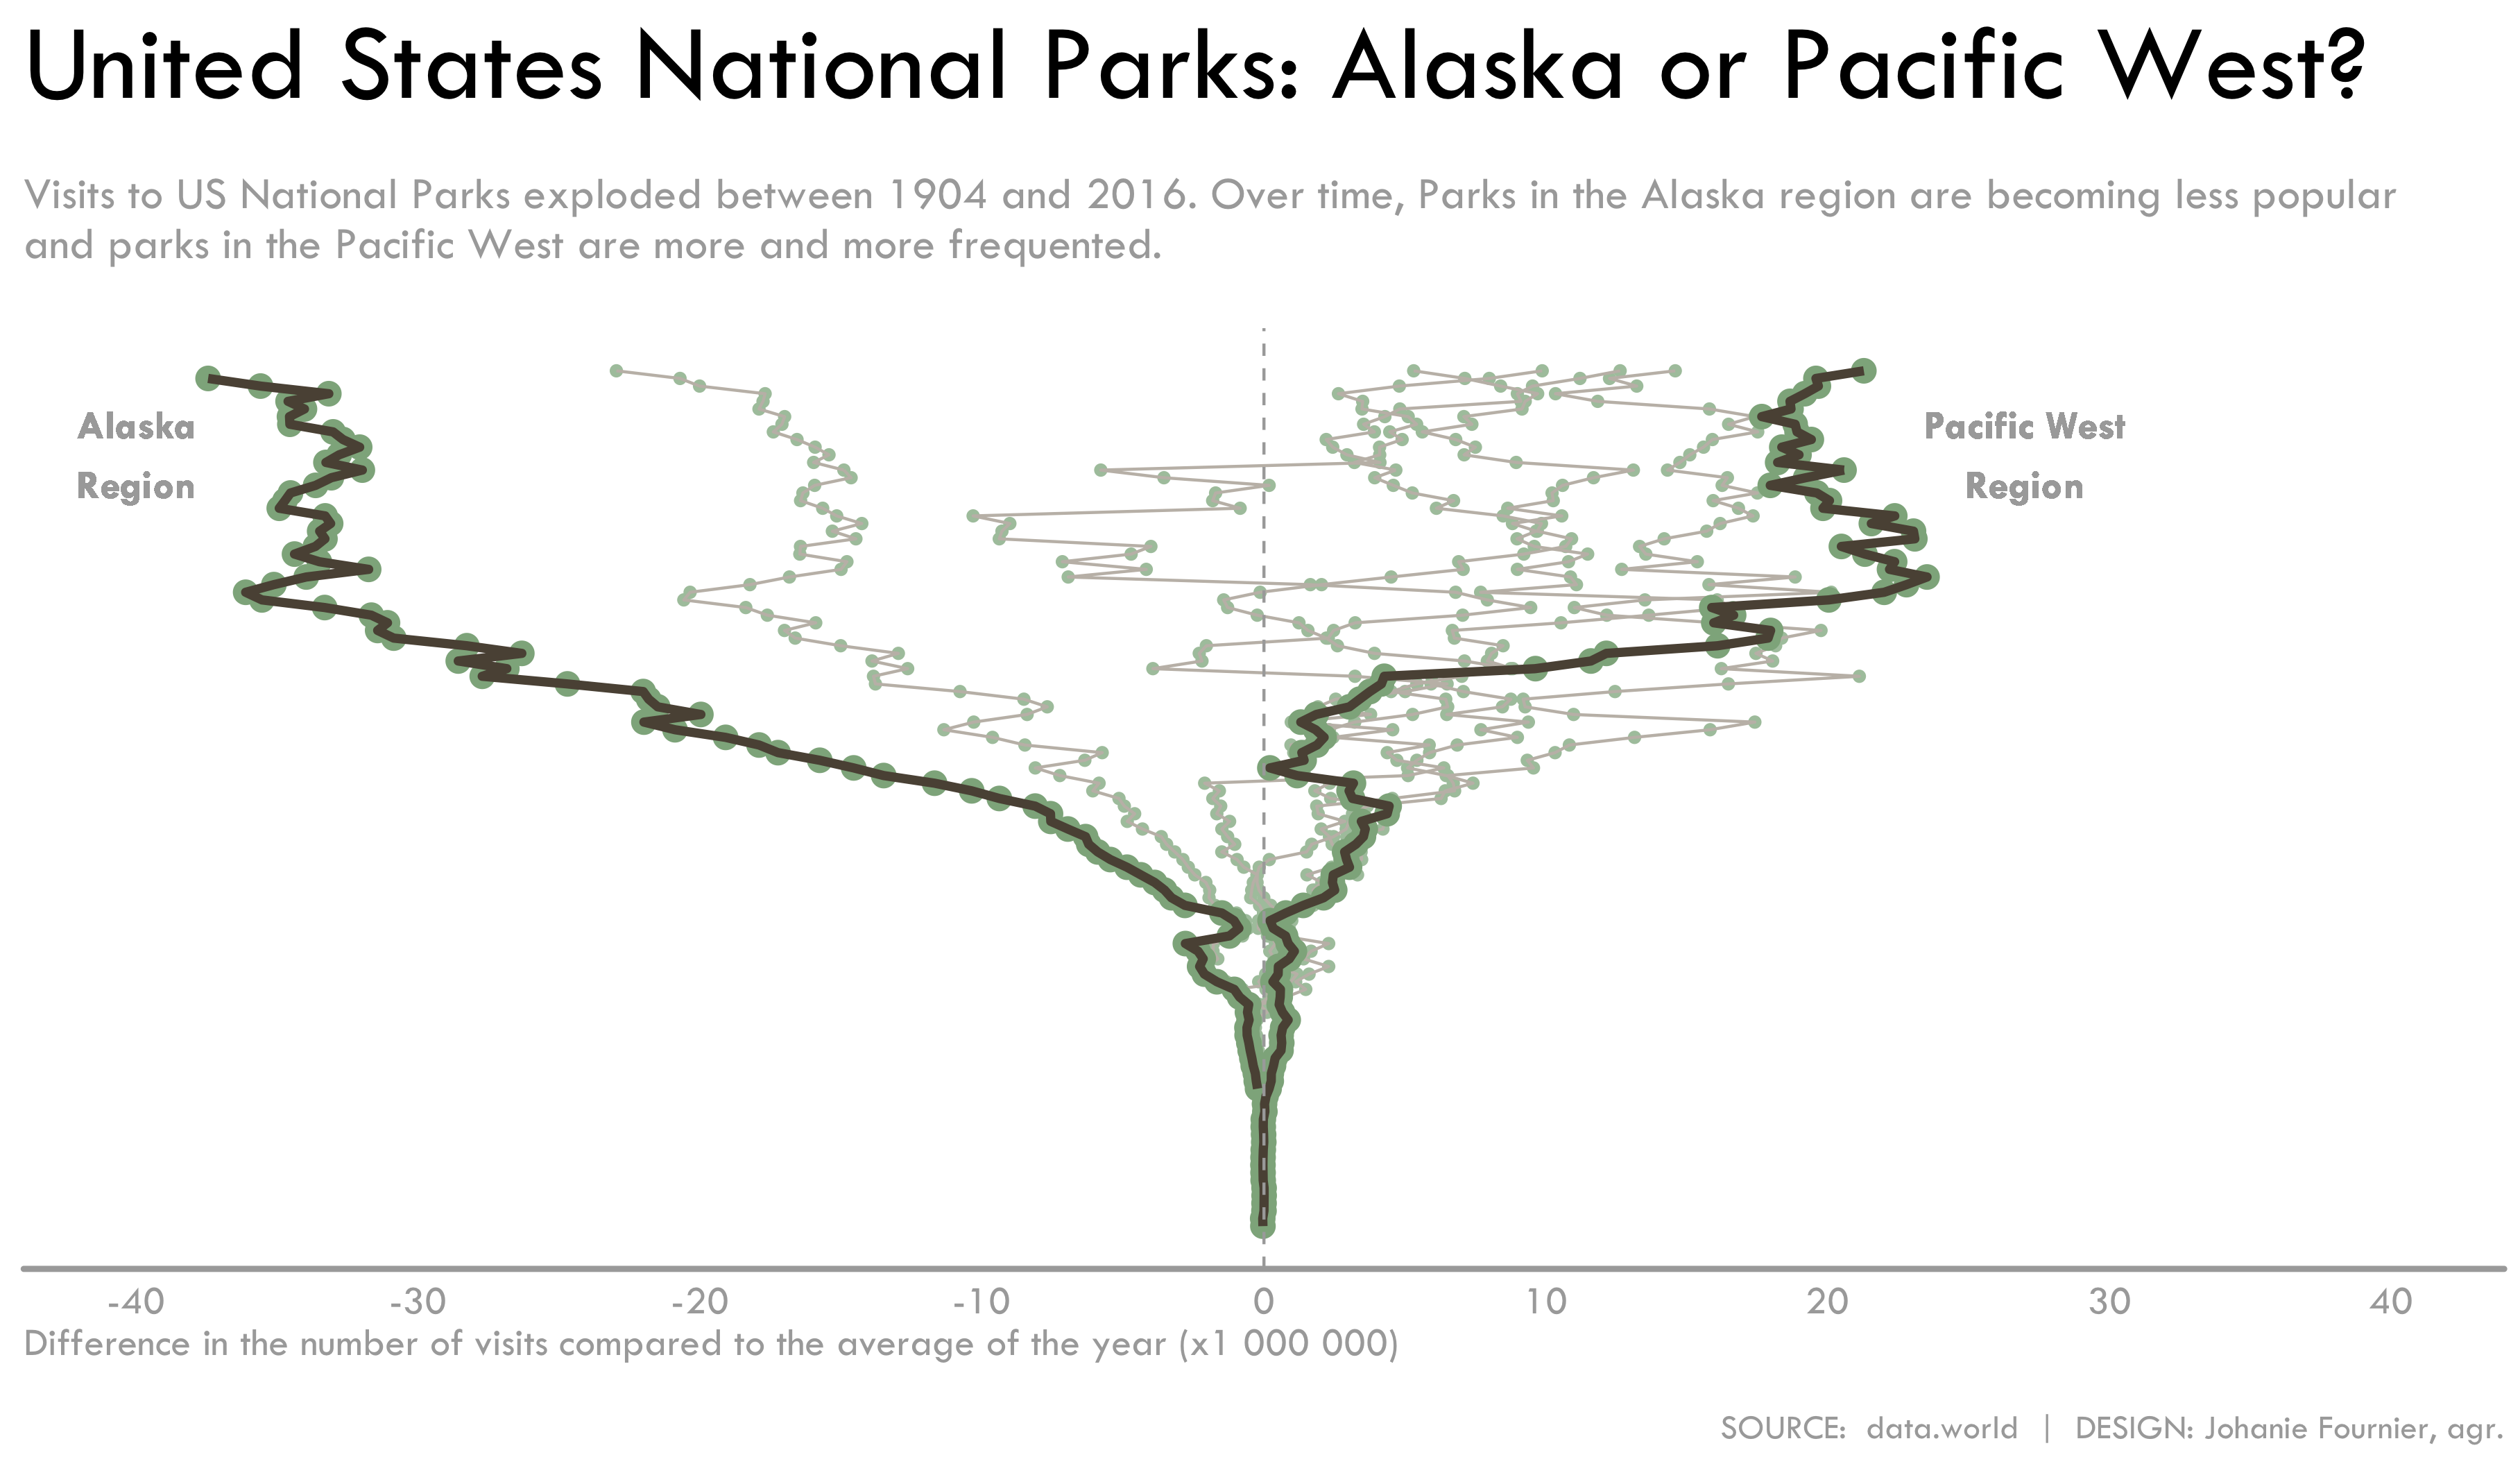 United States National Parks: Alaska or Pacific West?
Visits to US National Parks exploded between 1904 and 2016. Over time, Parks in the Alaska region are becoming less popular
and parks in the Pacific West are more and more frequented.
Alaska
Region
Pacific West
Region
-40 -30 -20 -10 0 10 20 30 40
Difference in the number of visits compared to the average of the year (x1 000 000)
SOURCE: data.world | DESIGN: Johanie Fournier, agr.